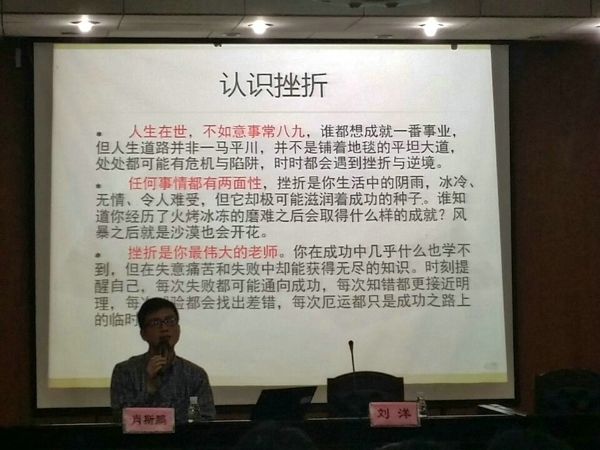 认识挫折
• 人生在世，不如意事常八九，谁都想成就一番事业，
但人生道路并非一马平川，并不是铺着地毯的平坦大道，
处处都可能有危机与陷阱，时时都会遇到挫折与逆境。
• 任何事情都有两面性，挫折是你生活中的阴雨，冰冷、
无情、令人难受，但它却极可能滋润着成功的种子。谁知
道你经历了火烤冰冻的磨难之后会取得什么样的成就？风
暴之后就是沙漠也会开花。
• 挫折是你最伟大的老师。你在成功中几乎什么也学不
到，但在失意痛苦和失败中却能获得无尽的知识。时刻提
醒自己，每次失败都可能通向成功，每次知错都更接近明
理，每次 验都会找出差错，每次厄运都只是成功之路上
的临时
肖斯鹏
刘洋